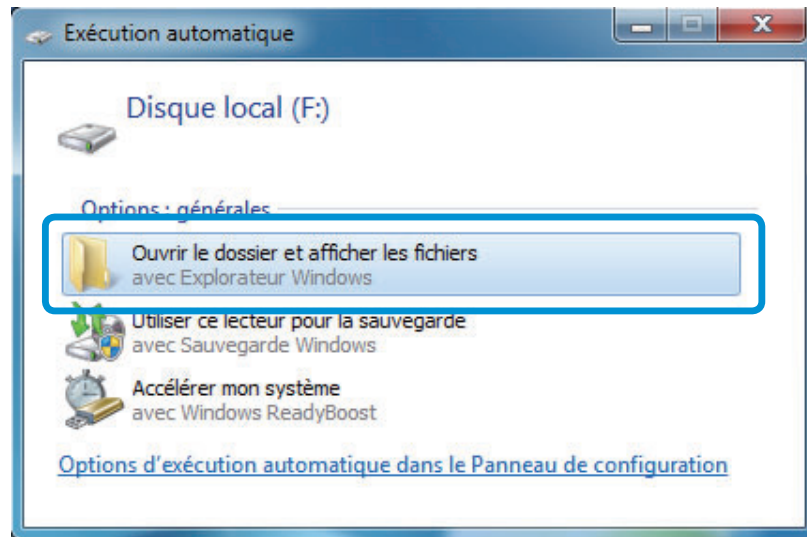 Exécution automatique
Disque local (F:)
Options : générales
Ouvrir le dossier et afficher les fichiers
avec Explorateur Windows
Utiliser ce lecteur pour la sauvegarde
avec Sauvegarde Windows
Accélérer mon système
avec Windows ReadyBoost
Options d'exécution automatique dans le Panneau de configuration